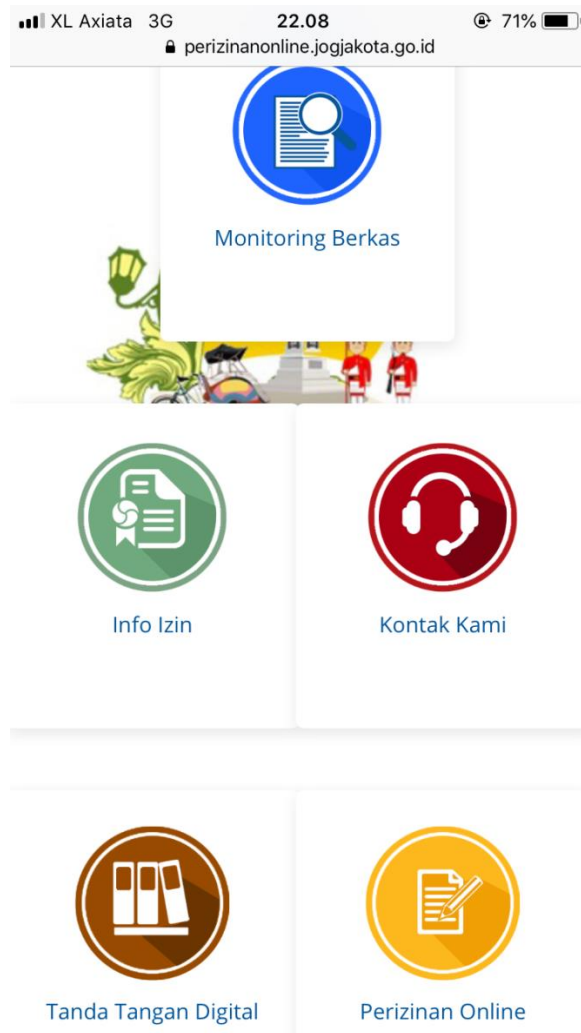 XL Axiata 3G 22.08 71%
perizinanonline.jogjakota.go.id
Monitoring Berkas
Info Izin Kontak Kami
Tanda Tangan Digital Perizinan Online